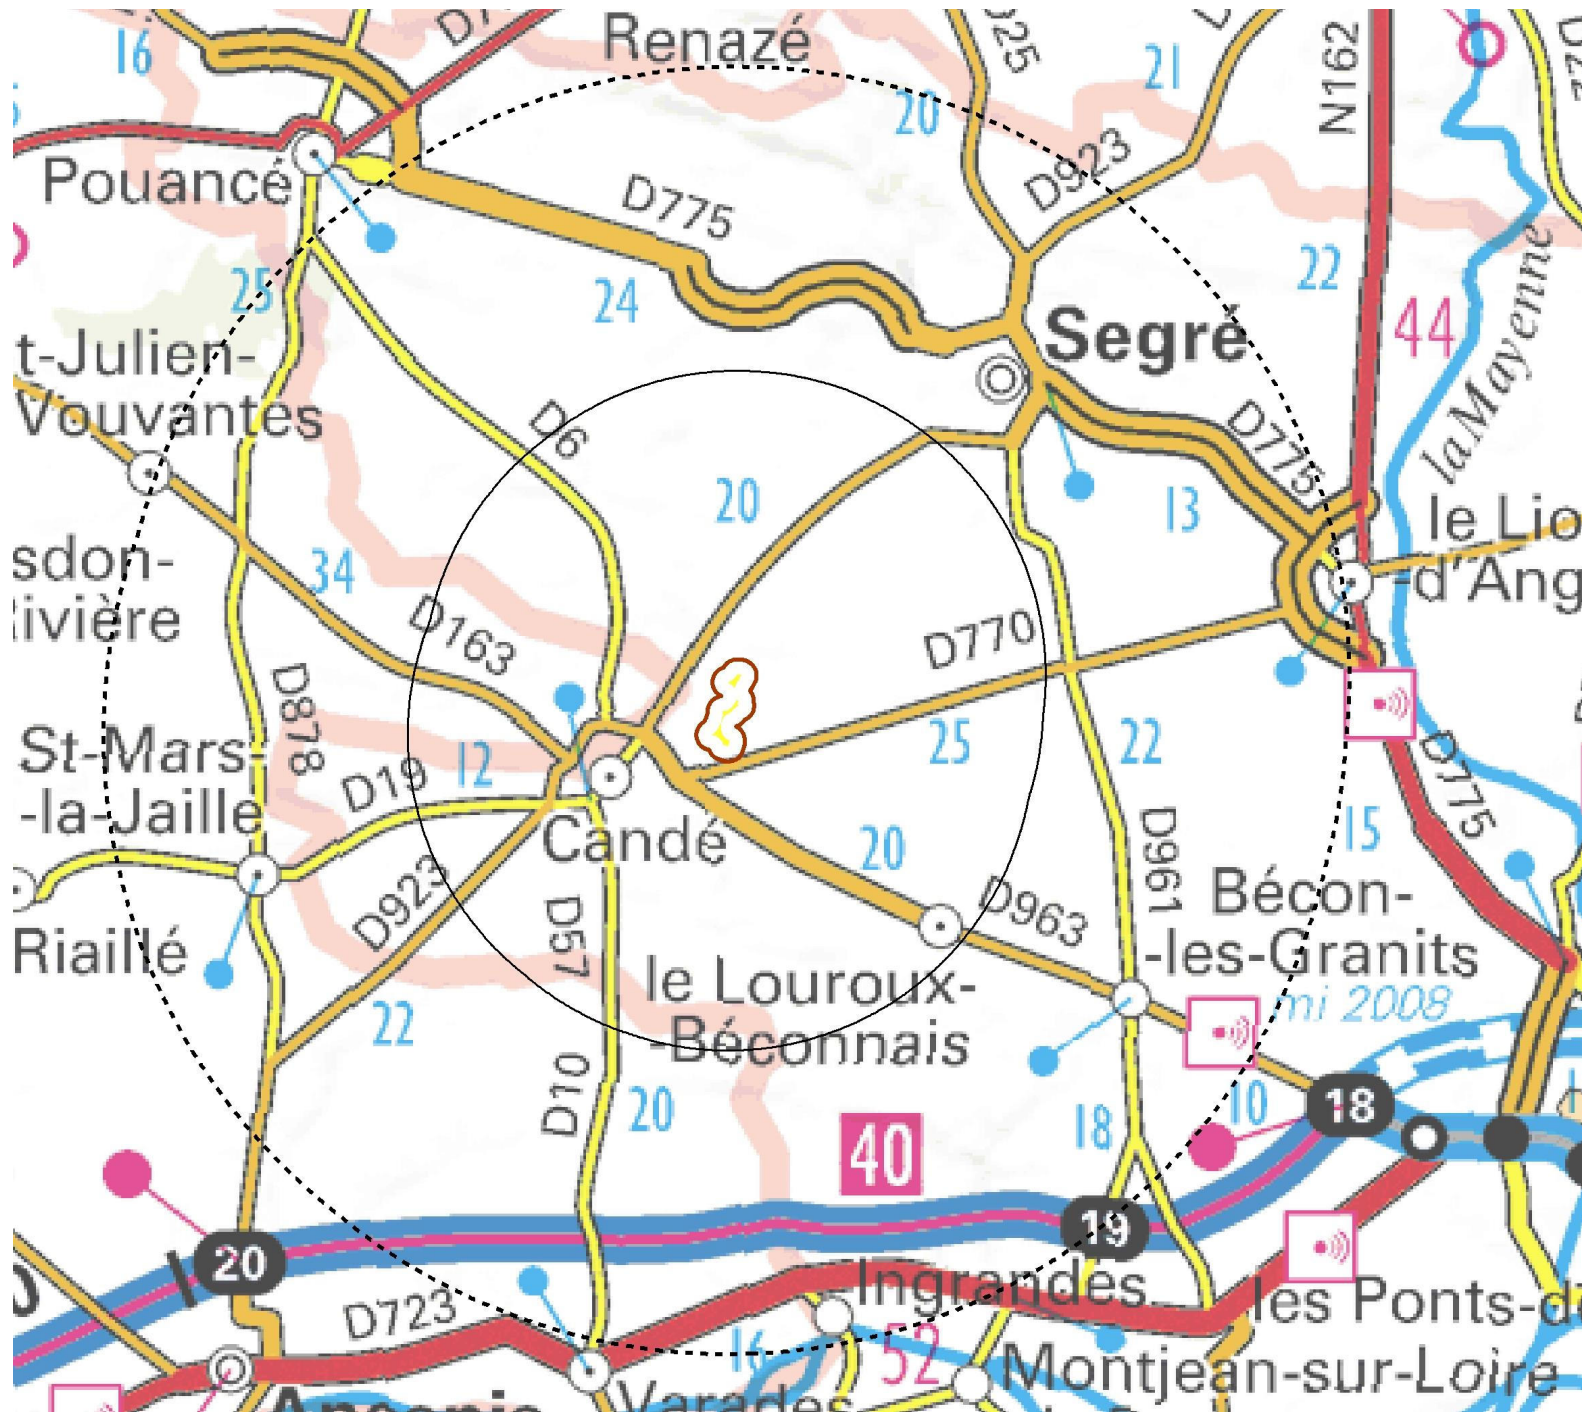 16
Renazé
D25
21
N162
20
Pouancé
D923
D775
25
24
22
44
la Mayenne
t-Julien-
Vouvantes
Segré
D6
D775
20
13
le Lio
-d'Ang
sdon-
ivière
34
D163
D770
D878
St-Mars-
-la-Jaille
D19
12
25
22
D775
15
Candé
20
D961
D923
D57
D963
Bécon-
-les-Granits
Riaillé
le Louroux-
-Béconnais
mi 2008
22
D10
20
18
10
18
40
19
20
Ingrandes
les Ponts-d
D723
16
52
Montjean-sur-Loire
Varades
Ancenis